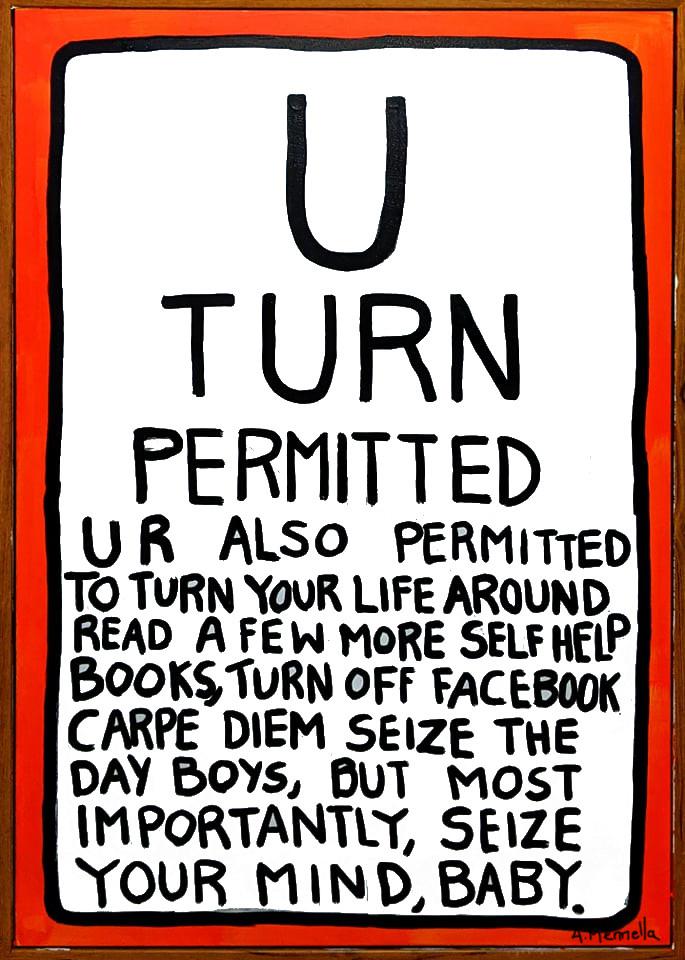 U
TURN
PERMITTED
U R ALSO PERMITTED
TO TURN YOUR LIFE AROUND
READ A FEW MORE SELF HELP
BOOKS, TURN OFF FACEBOOK
CARPE DIEM SEIZE THE
DAY BOYS, BUT MOST
IMPORTANTLY, SEIZE
YOUR MIND, BABY.
A. Mennella